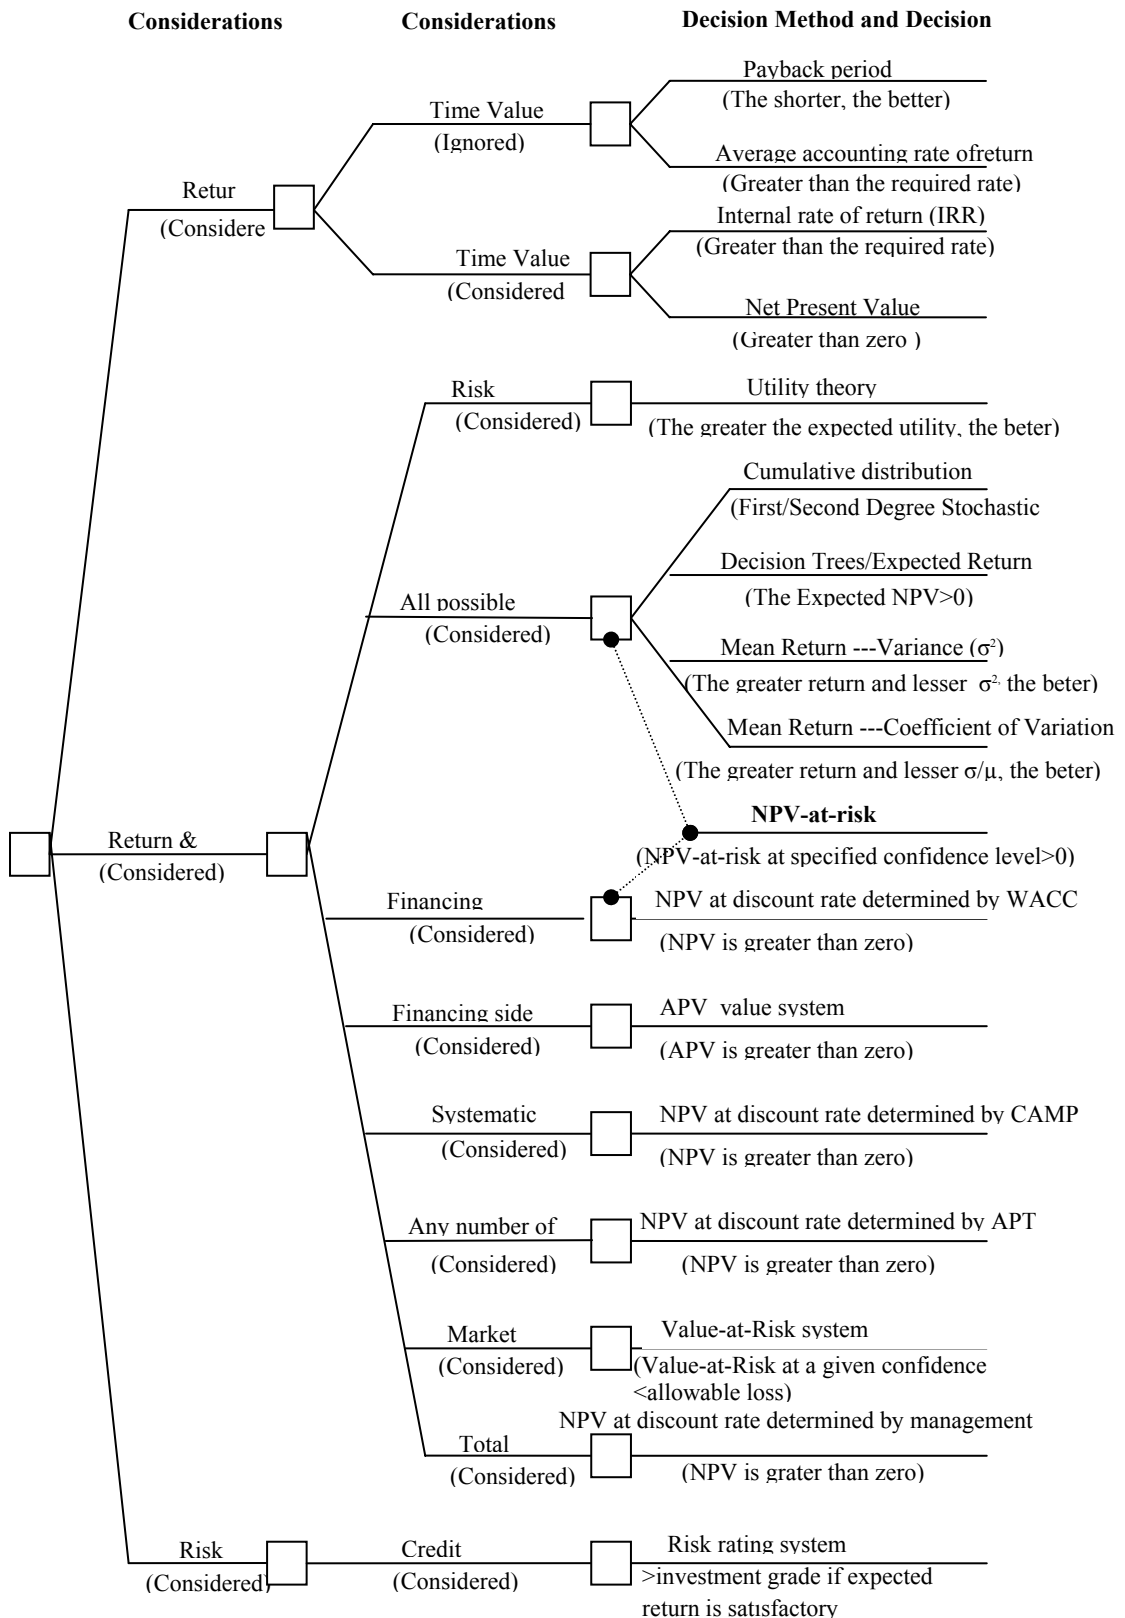 Considerations
Considerations
Decision Method and Decision
Payback period
(The shorter, the better)
Time Value
(Ignored)
Average accounting rate ofreturn
(Greater than the required rate)
Retur
(Considere
Internal rate of return (IRR)
(Greater than the required rate)
Time Value
(Considered
Net Present Value
(Greater than zero )
Risk
(Considered)
Utility theory
(The greater the expected utility, the beter)
Cumulative distribution
(First/Second Degree Stochastic
Decision Trees/Expected Return
(The Expected NPV>0)
All possible
(Considered)
Mean Return ---Variance (σ²)
(The greater return and lesser σ², the beter)
Mean Return ---Coefficient of Variation
(The greater return and lesser σ/μ, the beter)
NPV-at-risk
(NPV-at-risk at specified confidence level>0)
Return &
(Considered)
Financing
(Considered)
NPV at discount rate determined by WACC
(NPV is greater than zero)
Financing side
(Considered)
APV value system
(APV is greater than zero)
Systematic
(Considered)
NPV at discount rate determined by CAMP
(NPV is greater than zero)
Any number of
(Considered)
NPV at discount rate determined by APT
(NPV is greater than zero)
Market
(Considered)
Value-at-Risk system
(Value-at-Risk at a given confidence
<allowable loss)
NPV at discount rate determined by management
Total
(Considered)
(NPV is grater than zero)
Risk
(Considered)
Credit
(Considered)
Risk rating system
>investment grade if expected
return is satisfactory